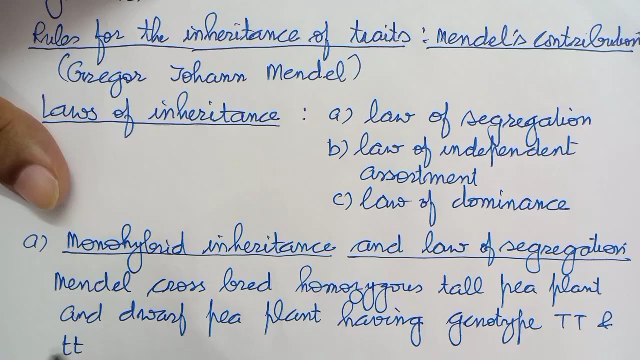 Rules for the inheritance of traits : Mendel's contribution
(Gregor Johann Mendel)
Laws of inheritance : a) law of segregation
b) law of independent
assortment
c) law of dominance
a) Monohybrid inheritance and law of segregation
Mendel cross bred homozygous tall pea plant
and dwarf pea plant having genotype TT &
tt